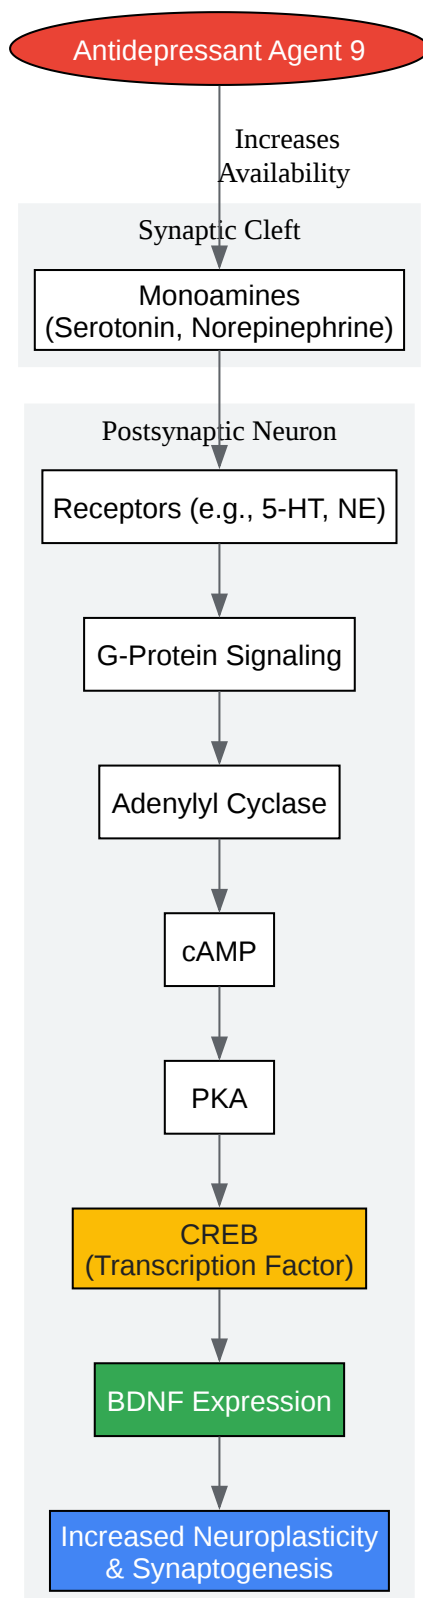 Antidepressant Agent 9
Increases
Availability
Synaptic Cleft
Monoamines
(Serotonin, Norepinephrine)
Postsynaptic Neuron
Receptors (e.g., 5-HT, NE)
G-Protein Signaling
Adenylyl Cyclase
cAMP
PKA
CREB
(Transcription Factor)
BDNF Expression
Increased Neuroplasticity
& Synaptogenesis